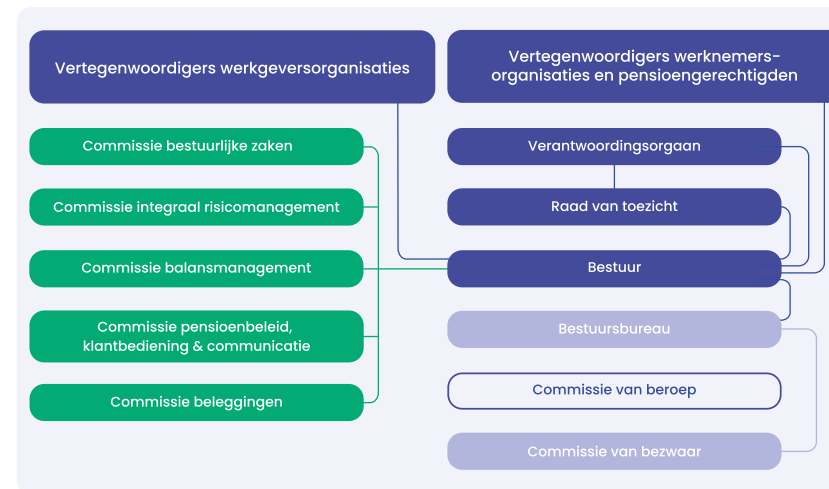 Vertegenwoordigers werkgeversorganisaties
Vertegenwoordigers werknemers-
organisaties en pensioengerechtigden
Commissie bestuurlijke zaken
Commissie integraal risicomanagement
Commissie balansmanagement
Commissie pensioenbeleid,
klantbediening & communicatie
Commissie beleggingen
Verantwoordingsorgaan
Raad van toezicht
Bestuur
Bestuursbureau
Commissie van beroep
Commissie van bezwaar